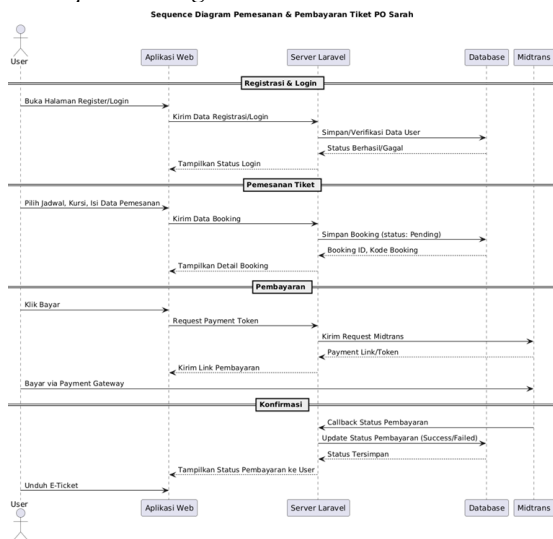 Sequence Diagram Pemesanan & Pembayaran Tiket PO Sarah
User
Aplikasi Web
Server Laravel
Database
Midtrans
Registrasi & Login
Buka Halaman Register/Login
Kirim Data Registrasi/Login
Simpan/Verifikasi Data User
Status Berhasil/Gagal
Tampilkan Status Login
Pemesanan Tiket
Pilih Jadwal, Kursi, Isi Data Pemesanan
Kirim Data Booking
Simpan Booking (status: Pending)
Booking ID, Kode Booking
Tampilkan Detail Booking
Pembayaran
Klik Bayar
Request Payment Token
Kirim Request Midtrans
Payment Link/Token
Kirim Link Pembayaran
Bayar via Payment Gateway
Konfirmasi
Callback Status Pembayaran
Update Status Pembayaran (Success/Failed)
Status Tersimpan
Tampilkan Status Pembayaran ke User
Unduh E-Ticket
User
Aplikasi Web
Server Laravel
Database
Midtrans